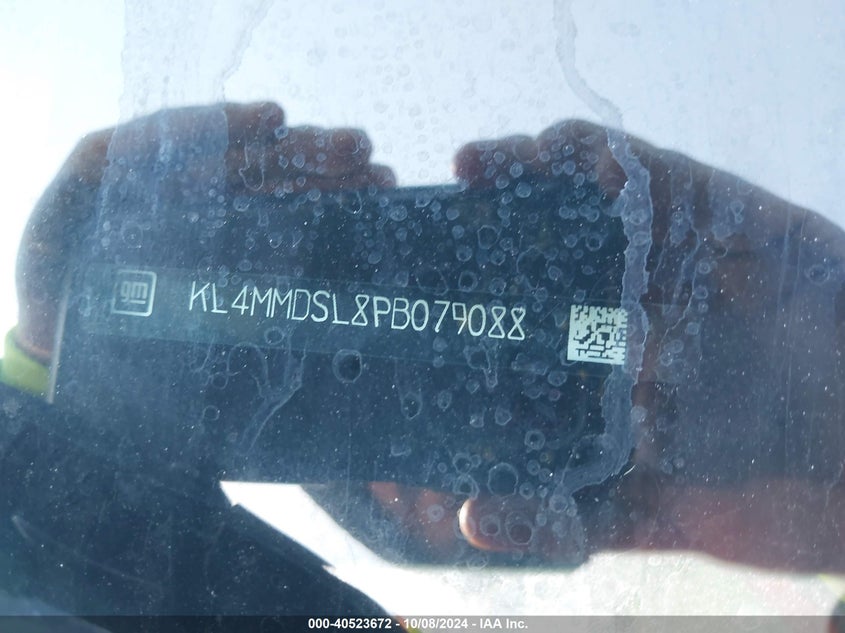 gm KL4MMDSL8PB079088
000-40523672 - 10/08/2024 - IAA Inc.